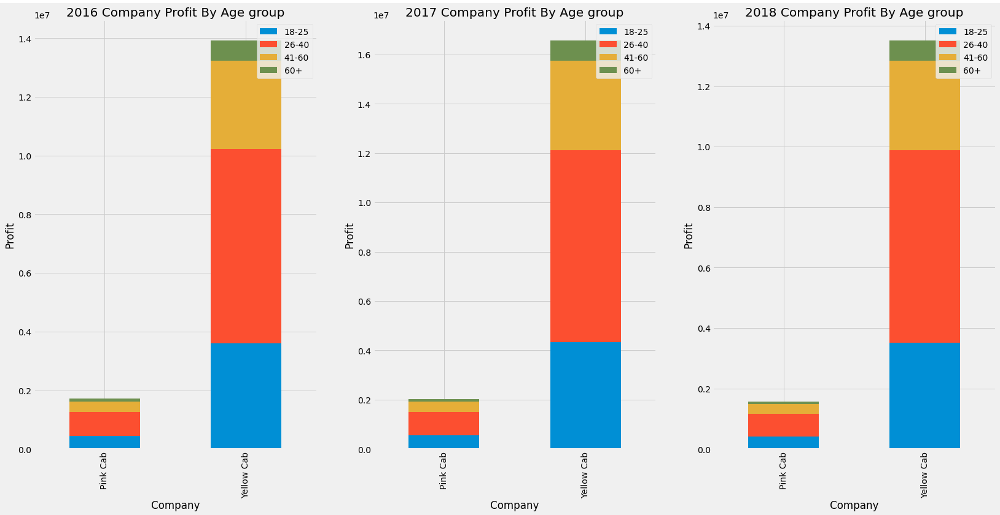 2016 Company Profit By Age group
1e7
18-25
26-40
41-60
60+
1.4
1.2
1.0
0.8
0.6
0.4
0.2
0.0
Profit
Pink Cab
Yellow Cab
Company
2017 Company Profit By Age group
1e7
18-25
26-40
41-60
60+
1.6
1.4
1.2
1.0
0.8
0.6
0.4
0.2
0.0
Profit
Pink Cab
Yellow Cab
Company
2018 Company Profit By Age group
1e7
18-25
26-40
41-60
60+
1.4
1.2
1.0
0.8
0.6
0.4
0.2
0.0
Profit
Pink Cab
Yellow Cab
Company